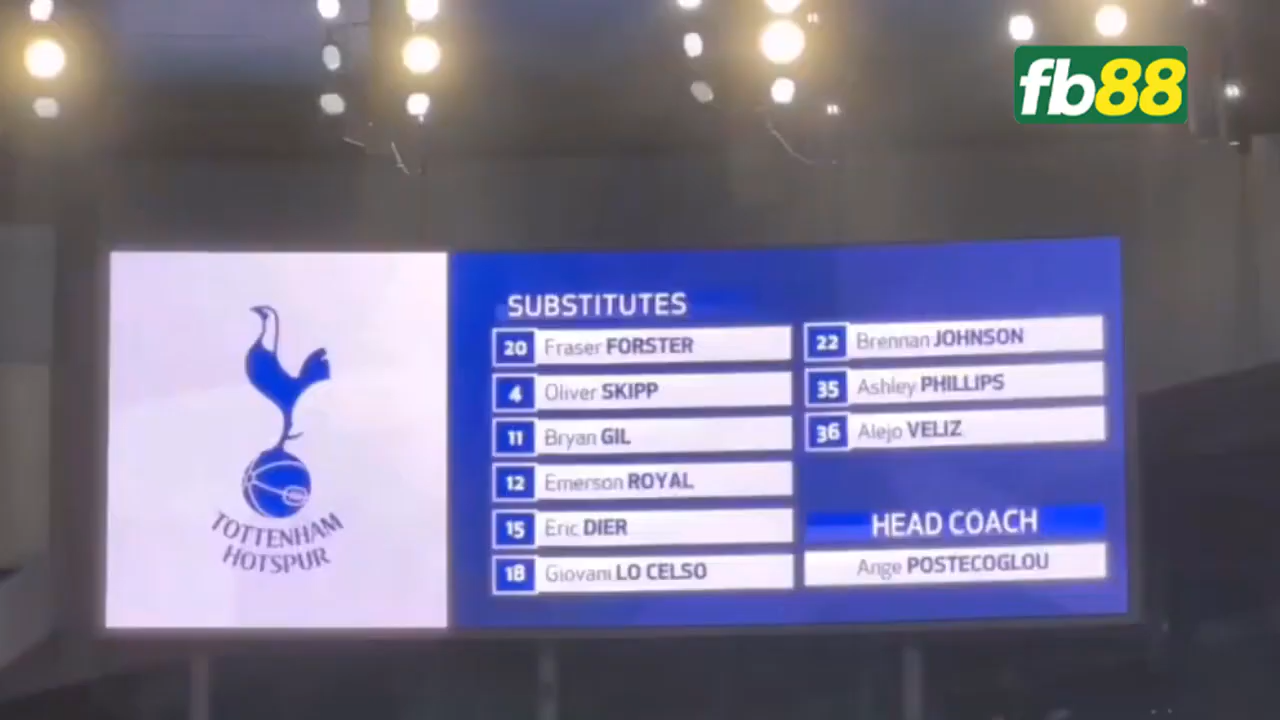 fb88
SUBSTITUTES
20 Fraser FORSTER
4 Oliver SKIPP
11 Bryan GIL
12 Emerson ROYAL
15 Eric DIER
18 Giovani LO CELSO
22 Brennan JOHNSON
35 Ashley PHILLIPS
36 Alejo VELIZ
HEAD COACH
Ange POSTECOGLOU
TOTTENHAM
HOTSPUR